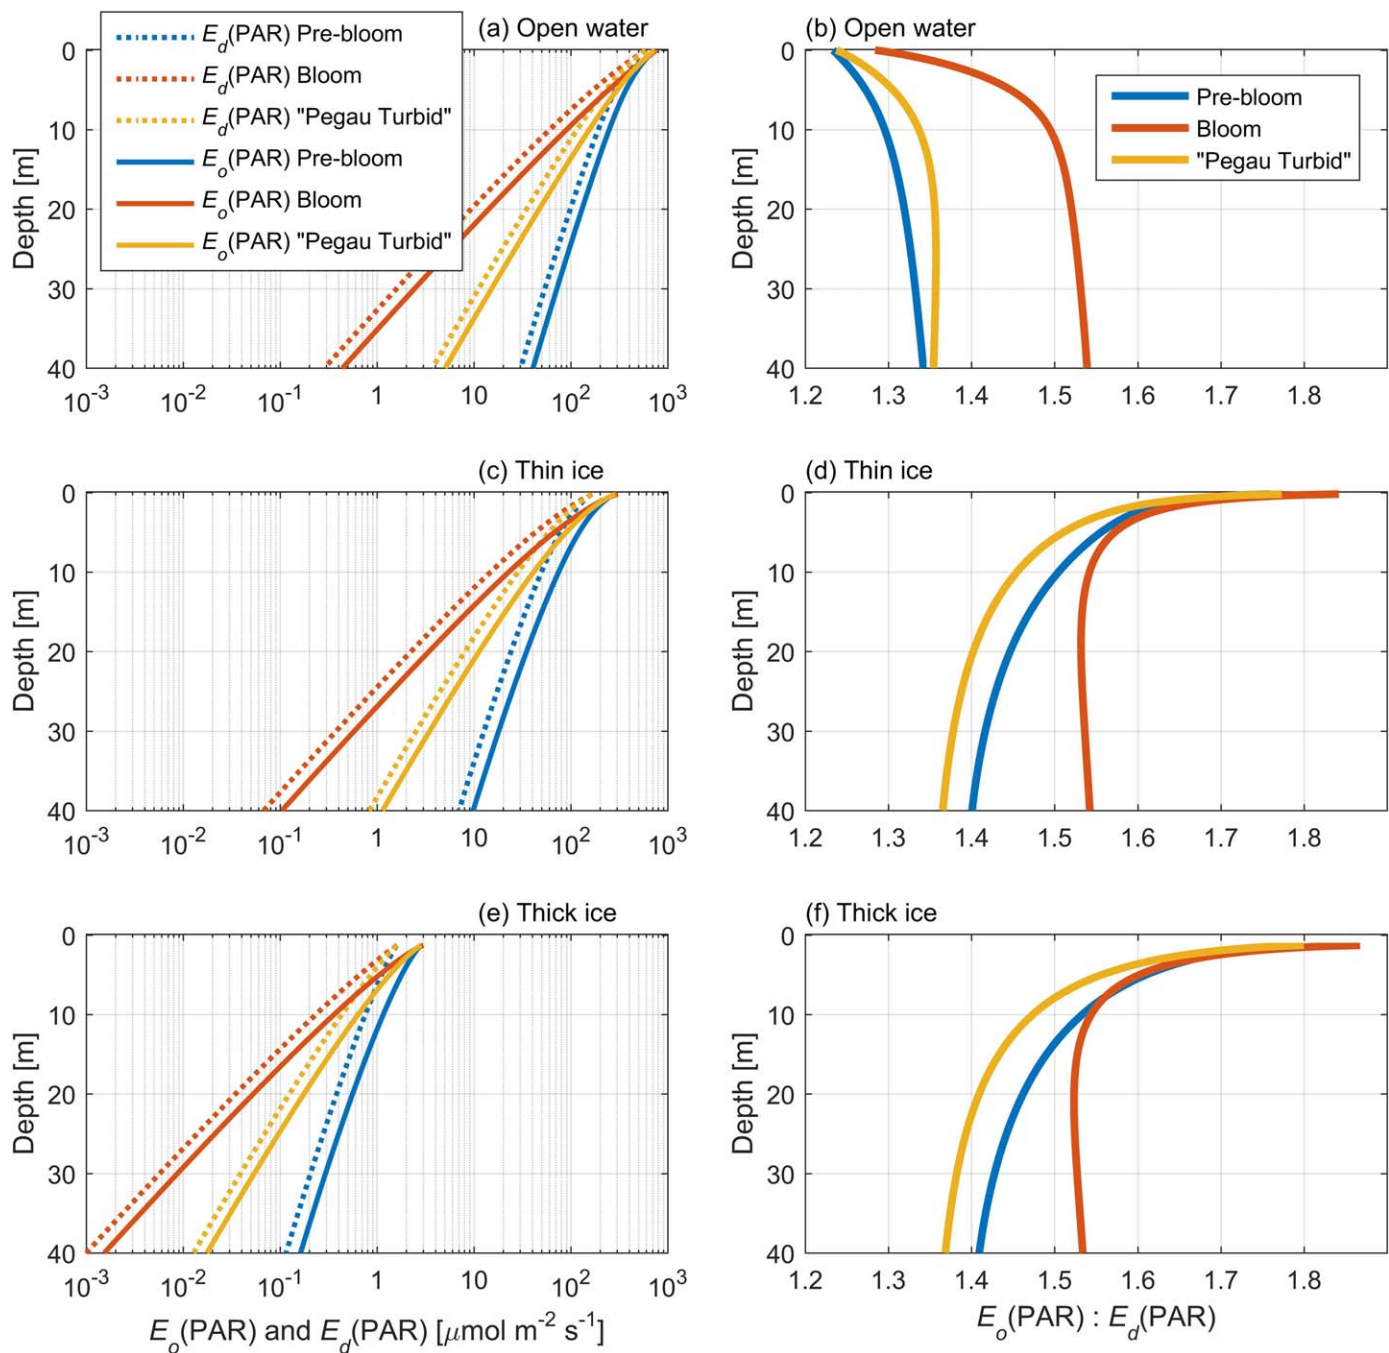 (a) Open water
E_d(PAR) Pre-bloom
E_d(PAR) Bloom
E_d(PAR) "Pegau Turbid"
E_o(PAR) Pre-bloom
E_o(PAR) Bloom
E_o(PAR) "Pegau Turbid"
Depth [m]
0
10
20
30
40
10^-3 10^-2 10^-1 1 10 10^2 10^3
(b) Open water
Pre-bloom
Bloom
"Pegau Turbid"
Depth [m]
0
10
20
30
40
1.2 1.3 1.4 1.5 1.6 1.7 1.8
(c) Thin ice
Depth [m]
0
10
20
30
40
10^-3 10^-2 10^-1 1 10 10^2 10^3
(d) Thin ice
Depth [m]
0
10
20
30
40
1.2 1.3 1.4 1.5 1.6 1.7 1.8
(e) Thick ice
Depth [m]
0
10
20
30
40
10^-3 10^-2 10^-1 1 10 10^2 10^3
E_o(PAR) and E_d(PAR) [μmol m^-2 s^-1]
(f) Thick ice
Depth [m]
0
10
20
30
40
1.2 1.3 1.4 1.5 1.6 1.7 1.8
E_o(PAR) : E_d(PAR)